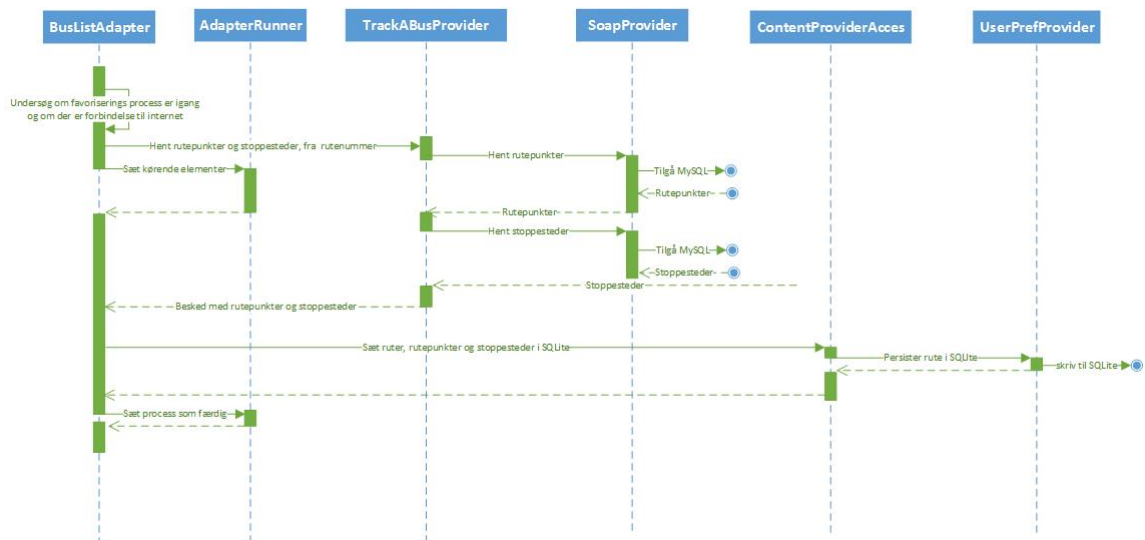 BusListAdapter
AdapterRunner
TrackABusProvider
SoapProvider
ContentProviderAcces
UserPrefProvider
Undersøg om favoriserings process er igang
og om der er forbindelse til internet
Hent rutepunkter og stoppesteder, fra rutenummer
Hent rutepunkter
Sæt kørende elementer
Tilgå MySQL
Rutepunkter
Rutepunkter
Hent stoppesteder
Tilgå MySQL
Stoppesteder
Stoppesteder
Besked med rutepunkter og stoppesteder
Sæt ruter, rutepunkter og stoppesteder i SQLite
Persister rute i SQLite
skriv til SQLite
Sæt process som færdig